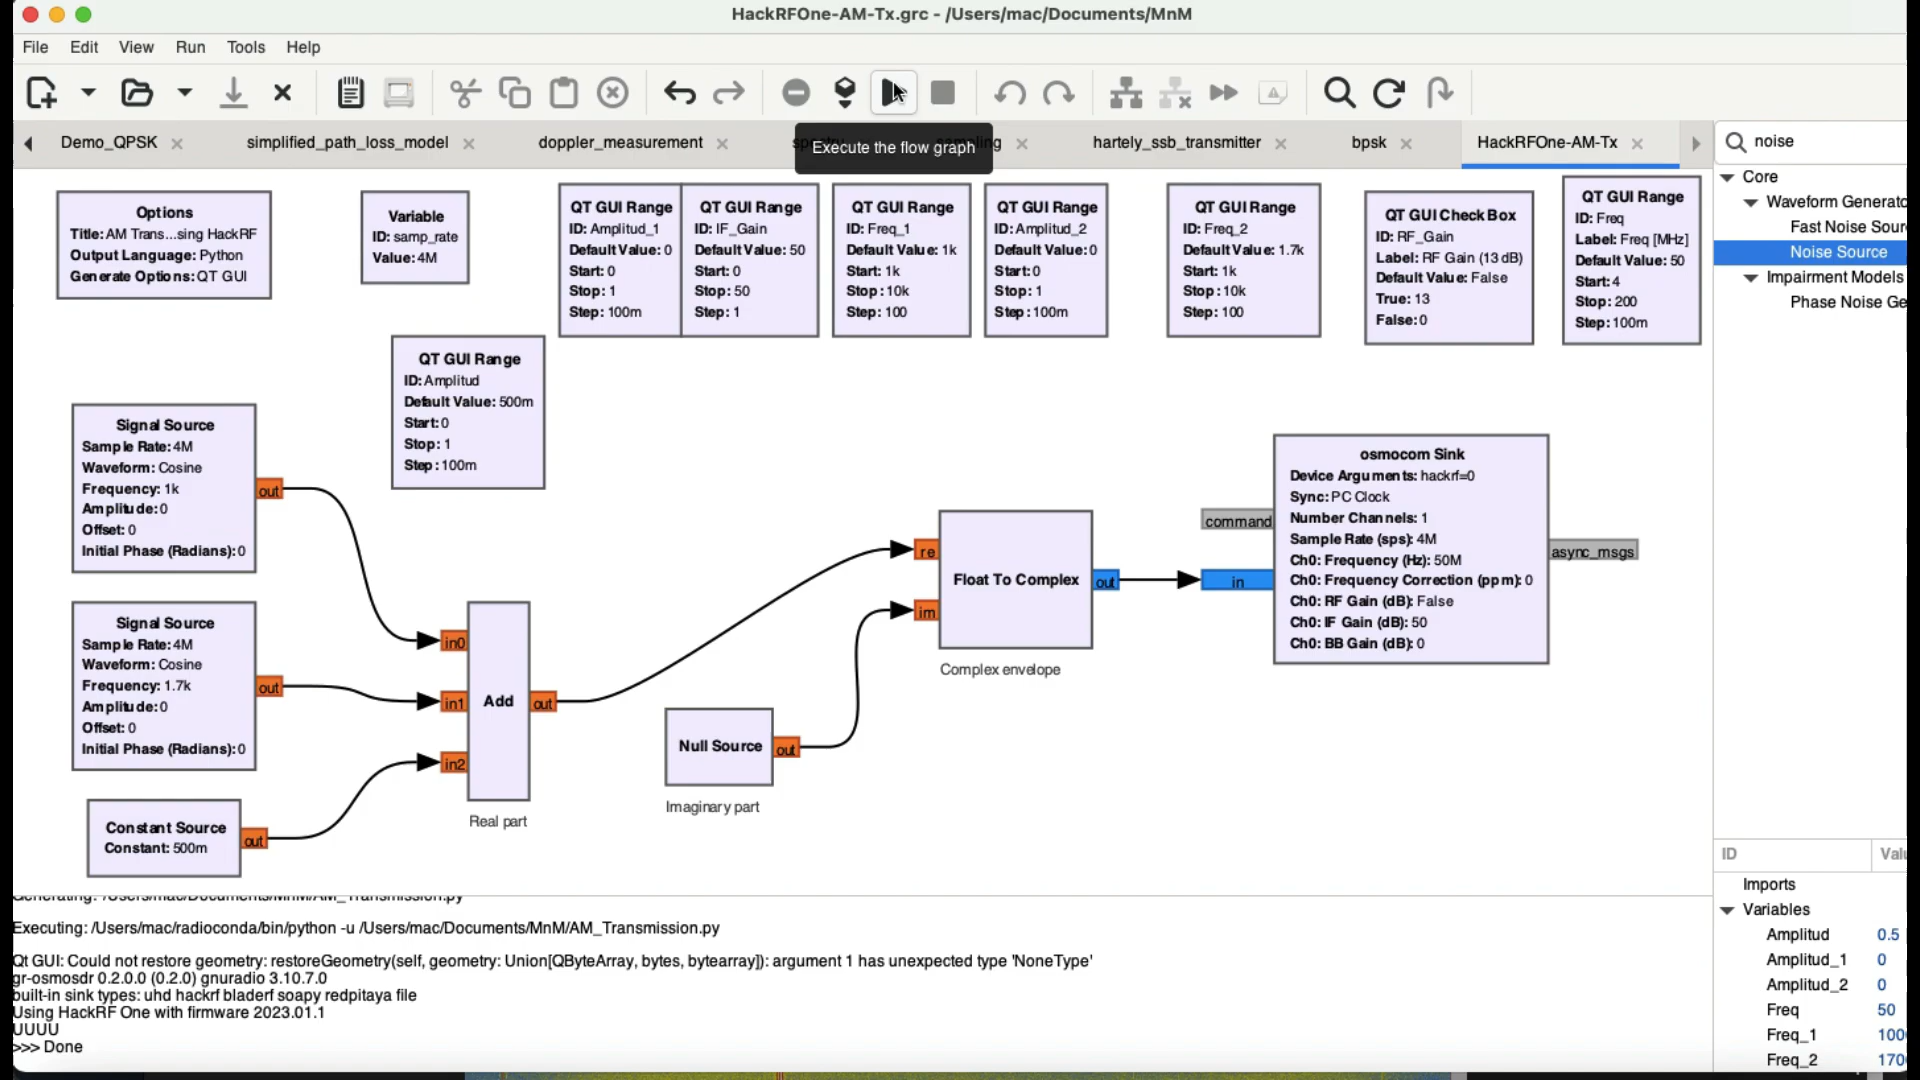 HackRFOne-AM-Tx.grc - /Users/mac/Documents/MnM
File Edit View Run Tools Help
Demo_QPSK simplified_path_loss_model doppler_measurement hartely_ssb_transmitter bpsk HackRFOne-AM-Tx
Execute the flow graph
noise
Core
Waveform Generato
Fast Noise Sour
Noise Source
Impairment Models
Phase Noise Ge
Options
Title: AM Trans...sing HackRF
Output Language: Python
Generate Options: QT GUI
Variable
ID: samp_rate
Value: 4M
QT GUI Range
ID: Amplitud_1
Default Value: 0
Start: 0
Stop: 1
Step: 100m
QT GUI Range
ID: IF_Gain
Default Value: 50
Start: 0
Stop: 50
Step: 1
QT GUI Range
ID: Freq_1
Default Value: 1k
Start: 1k
Stop: 10k
Step: 100
QT GUI Range
ID: Amplitud_2
Default Value: 0
Start: 0
Stop: 1
Step: 100m
QT GUI Range
ID: Freq_2
Default Value: 1.7k
Start: 1k
Stop: 10k
Step: 100
QT GUI Check Box
ID: RF_Gain
Label: RF Gain (13 dB)
Default Value: False
True: 13
False: 0
QT GUI Range
ID: Freq
Label: Freq [MHz]
Default Value: 50
Start: 4
Stop: 200
Step: 100m
QT GUI Range
ID: Amplitud
Default Value: 500m
Start: 0
Stop: 1
Step: 100m
Signal Source
Sample Rate: 4M
Waveform: Cosine
Frequency: 1k
Amplitude: 0
Offset: 0
Initial Phase (Radians): 0
out
Signal Source
Sample Rate: 4M
Waveform: Cosine
Frequency: 1.7k
Amplitude: 0
Offset: 0
Initial Phase (Radians): 0
out
Constant Source
Constant: 500m
out
in0
in1
in2
Add
out
Real part
Null Source
out
Imaginary part
re
im
Float To Complex
out
Complex envelope
command
in
osmocom Sink
Device Arguments: hackrf=0
Sync: PC Clock
Number Channels: 1
Sample Rate (sps): 4M
Ch0: Frequency (Hz): 50M
Ch0: Frequency Correction (ppm): 0
Ch0: RF Gain (dB): False
Ch0: IF Gain (dB): 50
Ch0: BB Gain (dB): 0
async_msgs
Generating: '/Users/mac/Documents/MnM/AM_Transmission.py'
Executing: /Users/mac/radioconda/bin/python -u /Users/mac/Documents/MnM/AM_Transmission.py
Qt GUI: Could not restore geometry: restoreGeometry(self, geometry: Union[QByteArray, bytes, bytearray]): argument 1 has unexpected type 'NoneType'
gr-osmosdr 0.2.0.0 (0.2.0) gnuradio 3.10.7.0
built-in sink types: uhd hackrf bladerf soapy redpitaya file
Using HackRF One with firmware 2023.01.1
UUUU
>>> Done
ID Valu
Imports
Variables
Amplitud 0.5
Amplitud_1 0
Amplitud_2 0
Freq 50
Freq_1 100
Freq_2 170